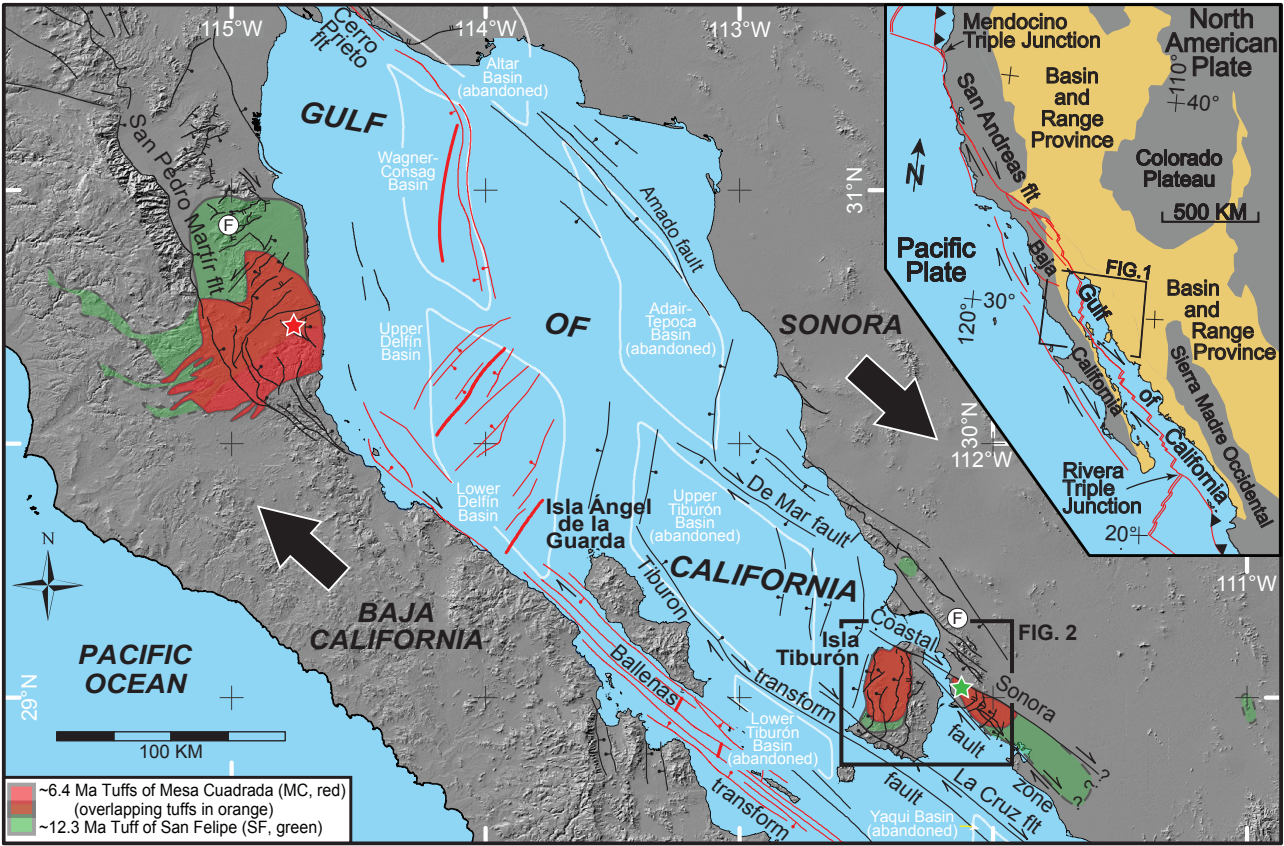 115°W
114°W
113°W
Cerro
Prieto
flt
Altar
Basin
(abandoned)
GULF
San Pedro Martír flt
Wagner-
Consag
Basin
Amado fault
31°N
F
OF
Upper
Delfín
Basin
Adair-
Tepoca
Basin
(abandoned)
SONORA
30°N
112°W
Lower
Delfín
Basin
Isla Ángel
de la
Guarda
Upper
Tiburón
Basin
(abandoned)
De Mar fault
CALIFORNIA
111°W
N
BAJA
CALIFORNIA
PACIFIC
OCEAN
29°N
100 KM
Tiburon
transform
fault
Ballenas
transform
Isla
Tiburón
F
FIG. 2
Coastal
Sonora
fault
zone
?
?
Lower
Tiburón
Basin
(abandoned)
La Cruz flt
Yaqui Basin
(abandoned)
~6.4 Ma Tuffs of Mesa Cuadrada (MC, red)
(overlapping tuffs in orange)
~12.3 Ma Tuff of San Felipe (SF, green)
Mendocino
Triple Junction
North
American
Plate
110°
40°
Basin
and
Range
Province
San Andreas flt
N
Colorado
Plateau
500 KM
Pacific
Plate
Baja
California
FIG.1
Gulf
of
California
120°
30°
Basin
and
Range
Province
Sierra Madre Occidental
Rivera
Triple
Junction
20°